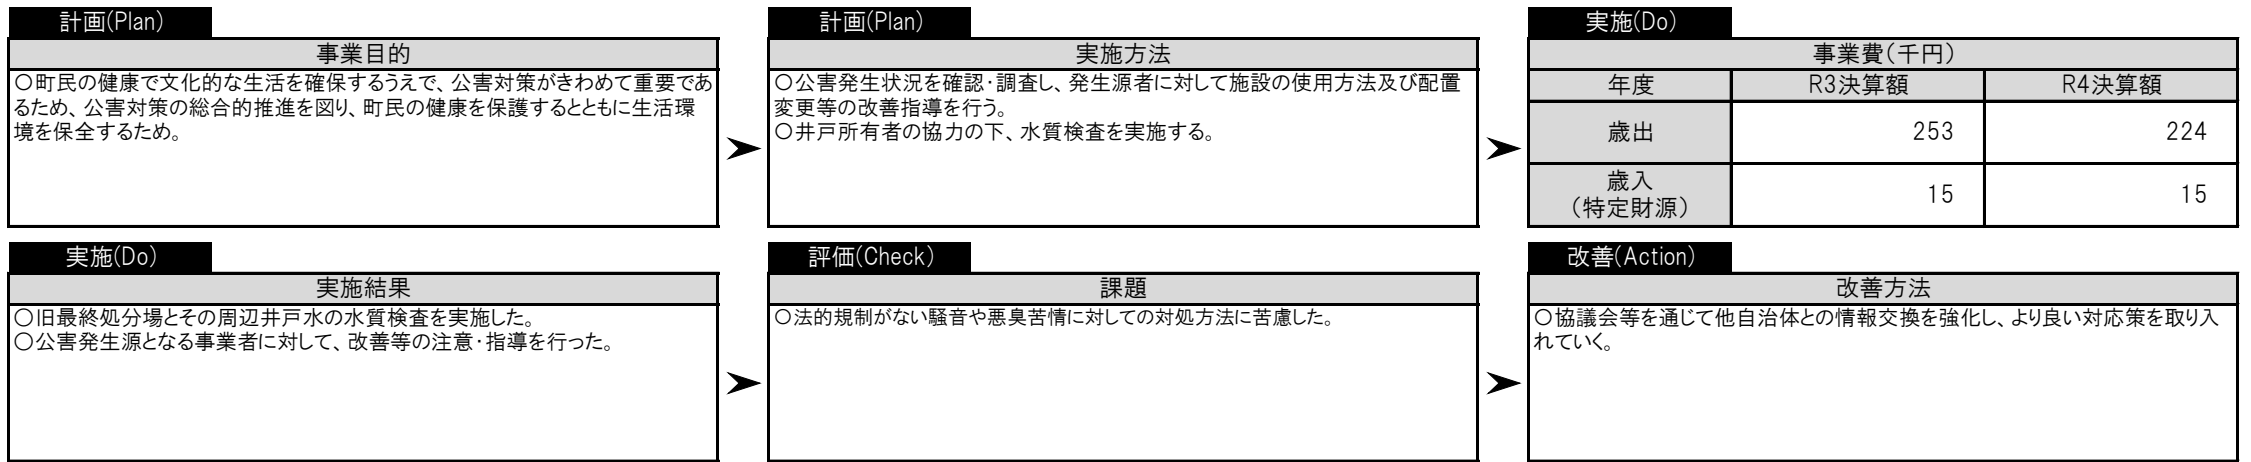 計画(Plan)
事業目的
○町民の健康で文化的な生活を確保するうえで、公害対策がきわめて重要であ
るため、公害対策の総合的推進を図り、町民の健康を保護するとともに生活環
境を保全するため。
計画(Plan)
実施方法
○公害発生状況を確認・調査し、発生源者に対して施設の使用方法及び配置
変更等の改善指導を行う。
○井戸所有者の協力の下、水質検査を実施する。
実施(Do)
事業費(千円)
年度 R3決算額 R4決算額
歳出 253 224
歳入
(特定財源) 15 15
実施(Do)
実施結果
○旧最終処分場とその周辺井戸水の水質検査を実施した。
○公害発生源となる事業者に対して、改善等の注意・指導を行った。
評価(Check)
課題
○法的規制がない騒音や悪臭苦情に対しての対処方法に苦慮した。
改善(Action)
改善方法
○協議会等を通じて他自治体との情報交換を強化し、より良い対応策を取り入
れていく。